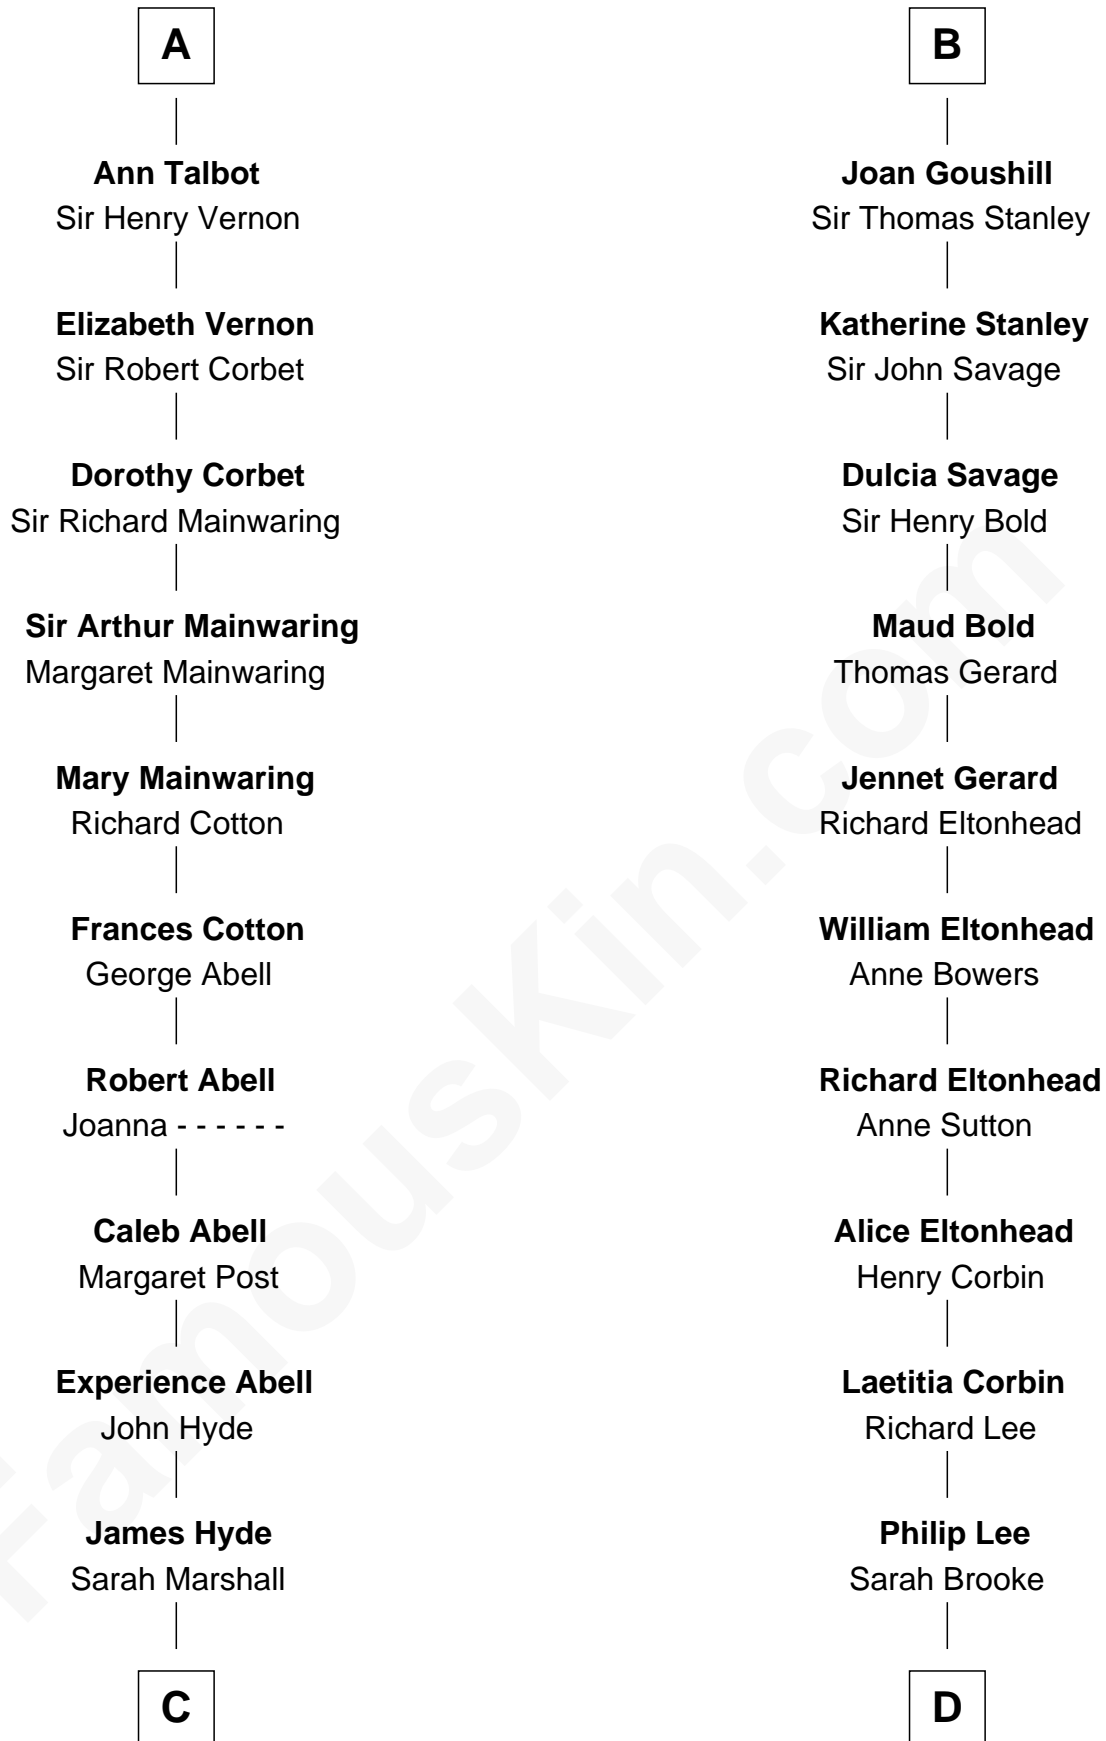 A
Ann Talbot
Sir Henry Vernon
Elizabeth Vernon
Sir Robert Corbet
Dorothy Corbet
Sir Richard Mainwaring
Sir Arthur Mainwaring
Margaret Mainwaring
Mary Mainwaring
Richard Cotton
Frances Cotton
George Abell
Robert Abell
Joanna - - - - - -
Caleb Abell
Margaret Post
Experience Abell
John Hyde
James Hyde
Sarah Marshall
C
B
Joan Goushill
Sir Thomas Stanley
Katherine Stanley
Sir John Savage
Dulcia Savage
Sir Henry Bold
Maud Bold
Thomas Gerard
Jennet Gerard
Richard Eltonhead
William Eltonhead
Anne Bowers
Richard Eltonhead
Anne Sutton
Alice Eltonhead
Henry Corbin
Laetitia Corbin
Richard Lee
Philip Lee
Sarah Brooke
D
FamousKin.com